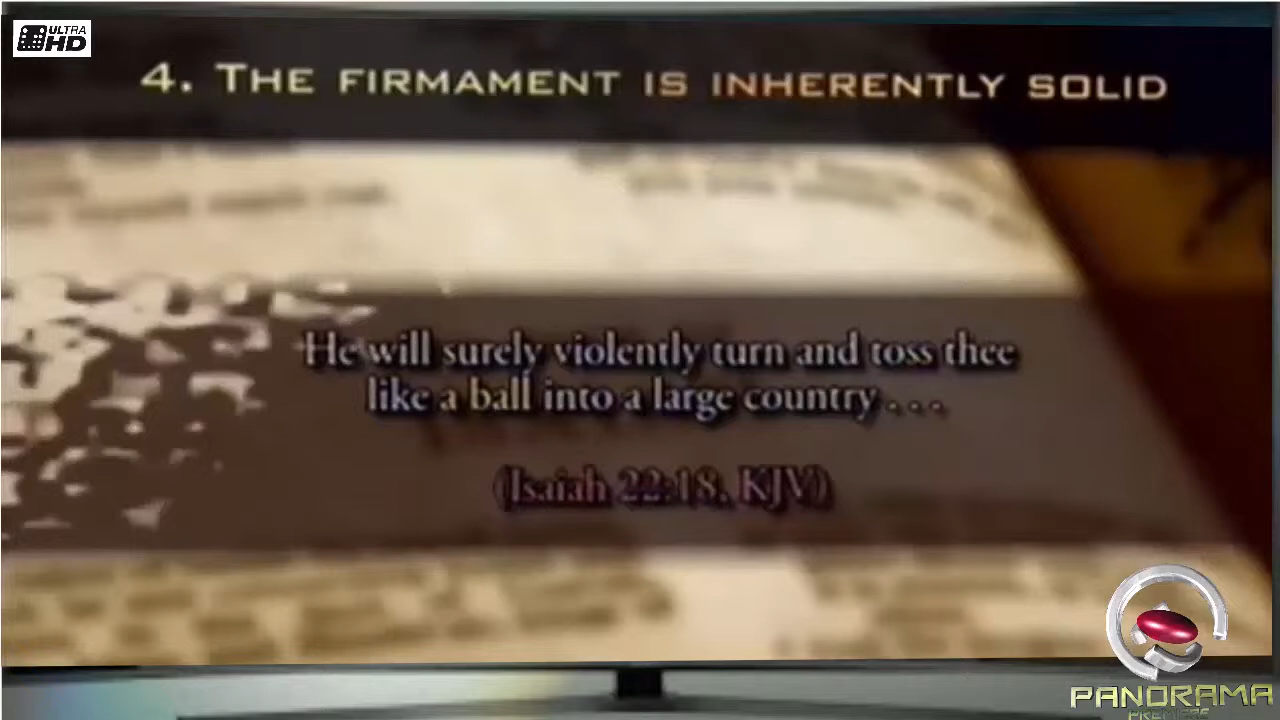 ULTRA
HD
4. THE FIRMAMENT IS INHERENTLY SOLID
He will surely violently turn and toss thee
like a ball into a large country . . .
(Isaiah 22:18, KJV)
PANORAMA
PREMIERE